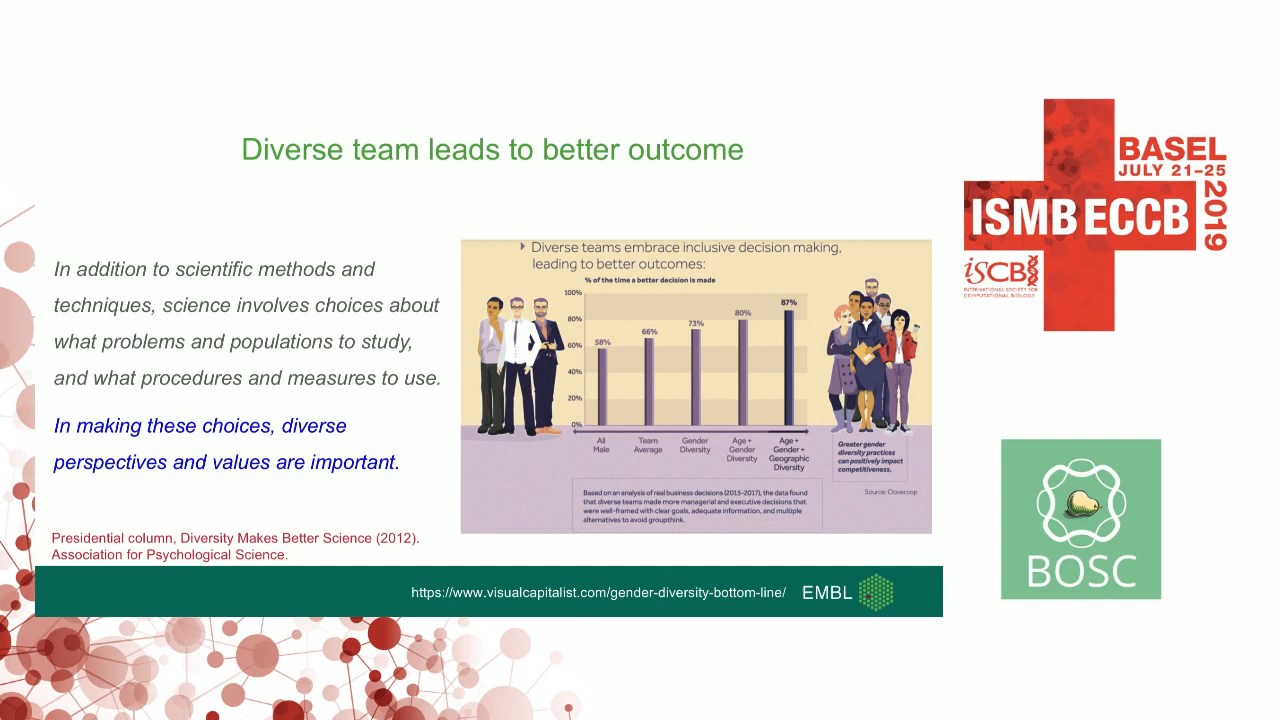 Diverse team leads to better outcome
In addition to scientific methods and
techniques, science involves choices about
what problems and populations to study,
and what procedures and measures to use.
In making these choices, diverse
perspectives and values are important.
Presidential column, Diversity Makes Better Science (2012).
Association for Psychological Science.
Diverse teams embrace inclusive decision making,
leading to better outcomes:
% of the time a better decision is made
100%
80%
60%
40%
20%
0%
58%
66%
73%
80%
87%
All
Male
Team
Average
Gender
Diversity
Age +
Gender
Diversity
Age +
Gender +
Geographic
Diversity
Greater gender
diversity practices
can positively impact
competitiveness.
Source: Cloverpop
Based on an analysis of real business decisions (2015-2017), the data found
that diverse teams made more managerial and executive decisions that
were well-framed with clear goals, adequate information, and multiple
alternatives to avoid groupthink.
https://www.visualcapitalist.com/gender-diversity-bottom-line/
EMBL
BASEL
JULY 21–25
2019
ISMB ECCB
iSCB
INTERNATIONAL SOCIETY FOR
COMPUTATIONAL BIOLOGY
BOSC